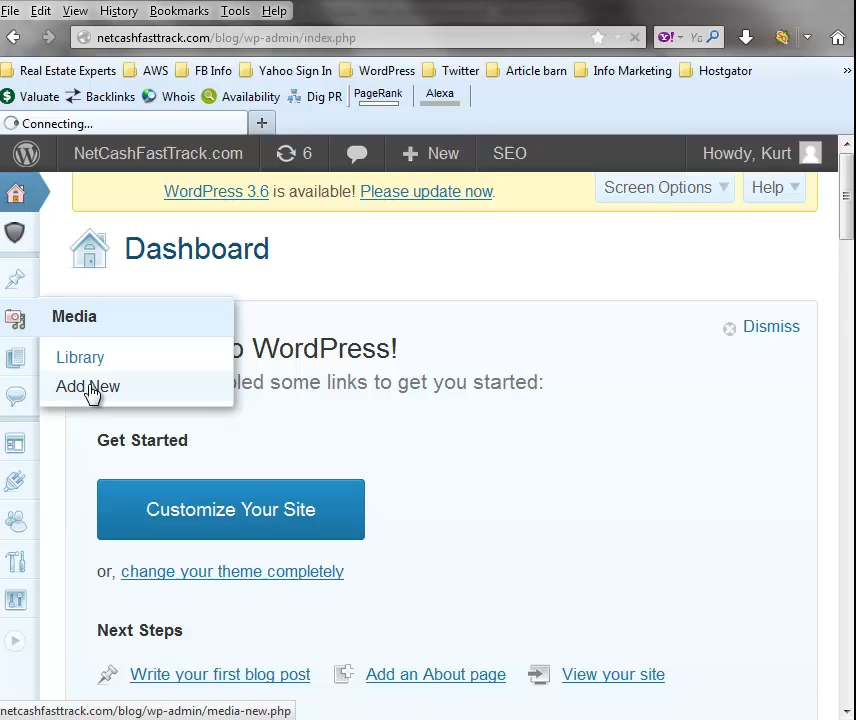 File Edit View History Bookmarks Tools Help
netcashfasttrack.com/blog/wp-admin/index.php
Real Estate Experts AWS FB Info Yahoo Sign In WordPress Twitter Article barn Info Marketing Hostgator »
Valuate Backlinks Whois Availability Dig PR PageRank Alexa
Connecting...
NetCashFastTrack.com 6 New SEO Howdy, Kurt
WordPress 3.6 is available! Please update now. Screen Options Help
Dashboard
Media
Dismiss
Library
o WordPress!
Add New
bled some links to get you started:
Get Started
Customize Your Site
or, change your theme completely
Next Steps
Write your first blog post Add an About page View your site
netcashfasttrack.com/blog/wp-admin/media-new.php